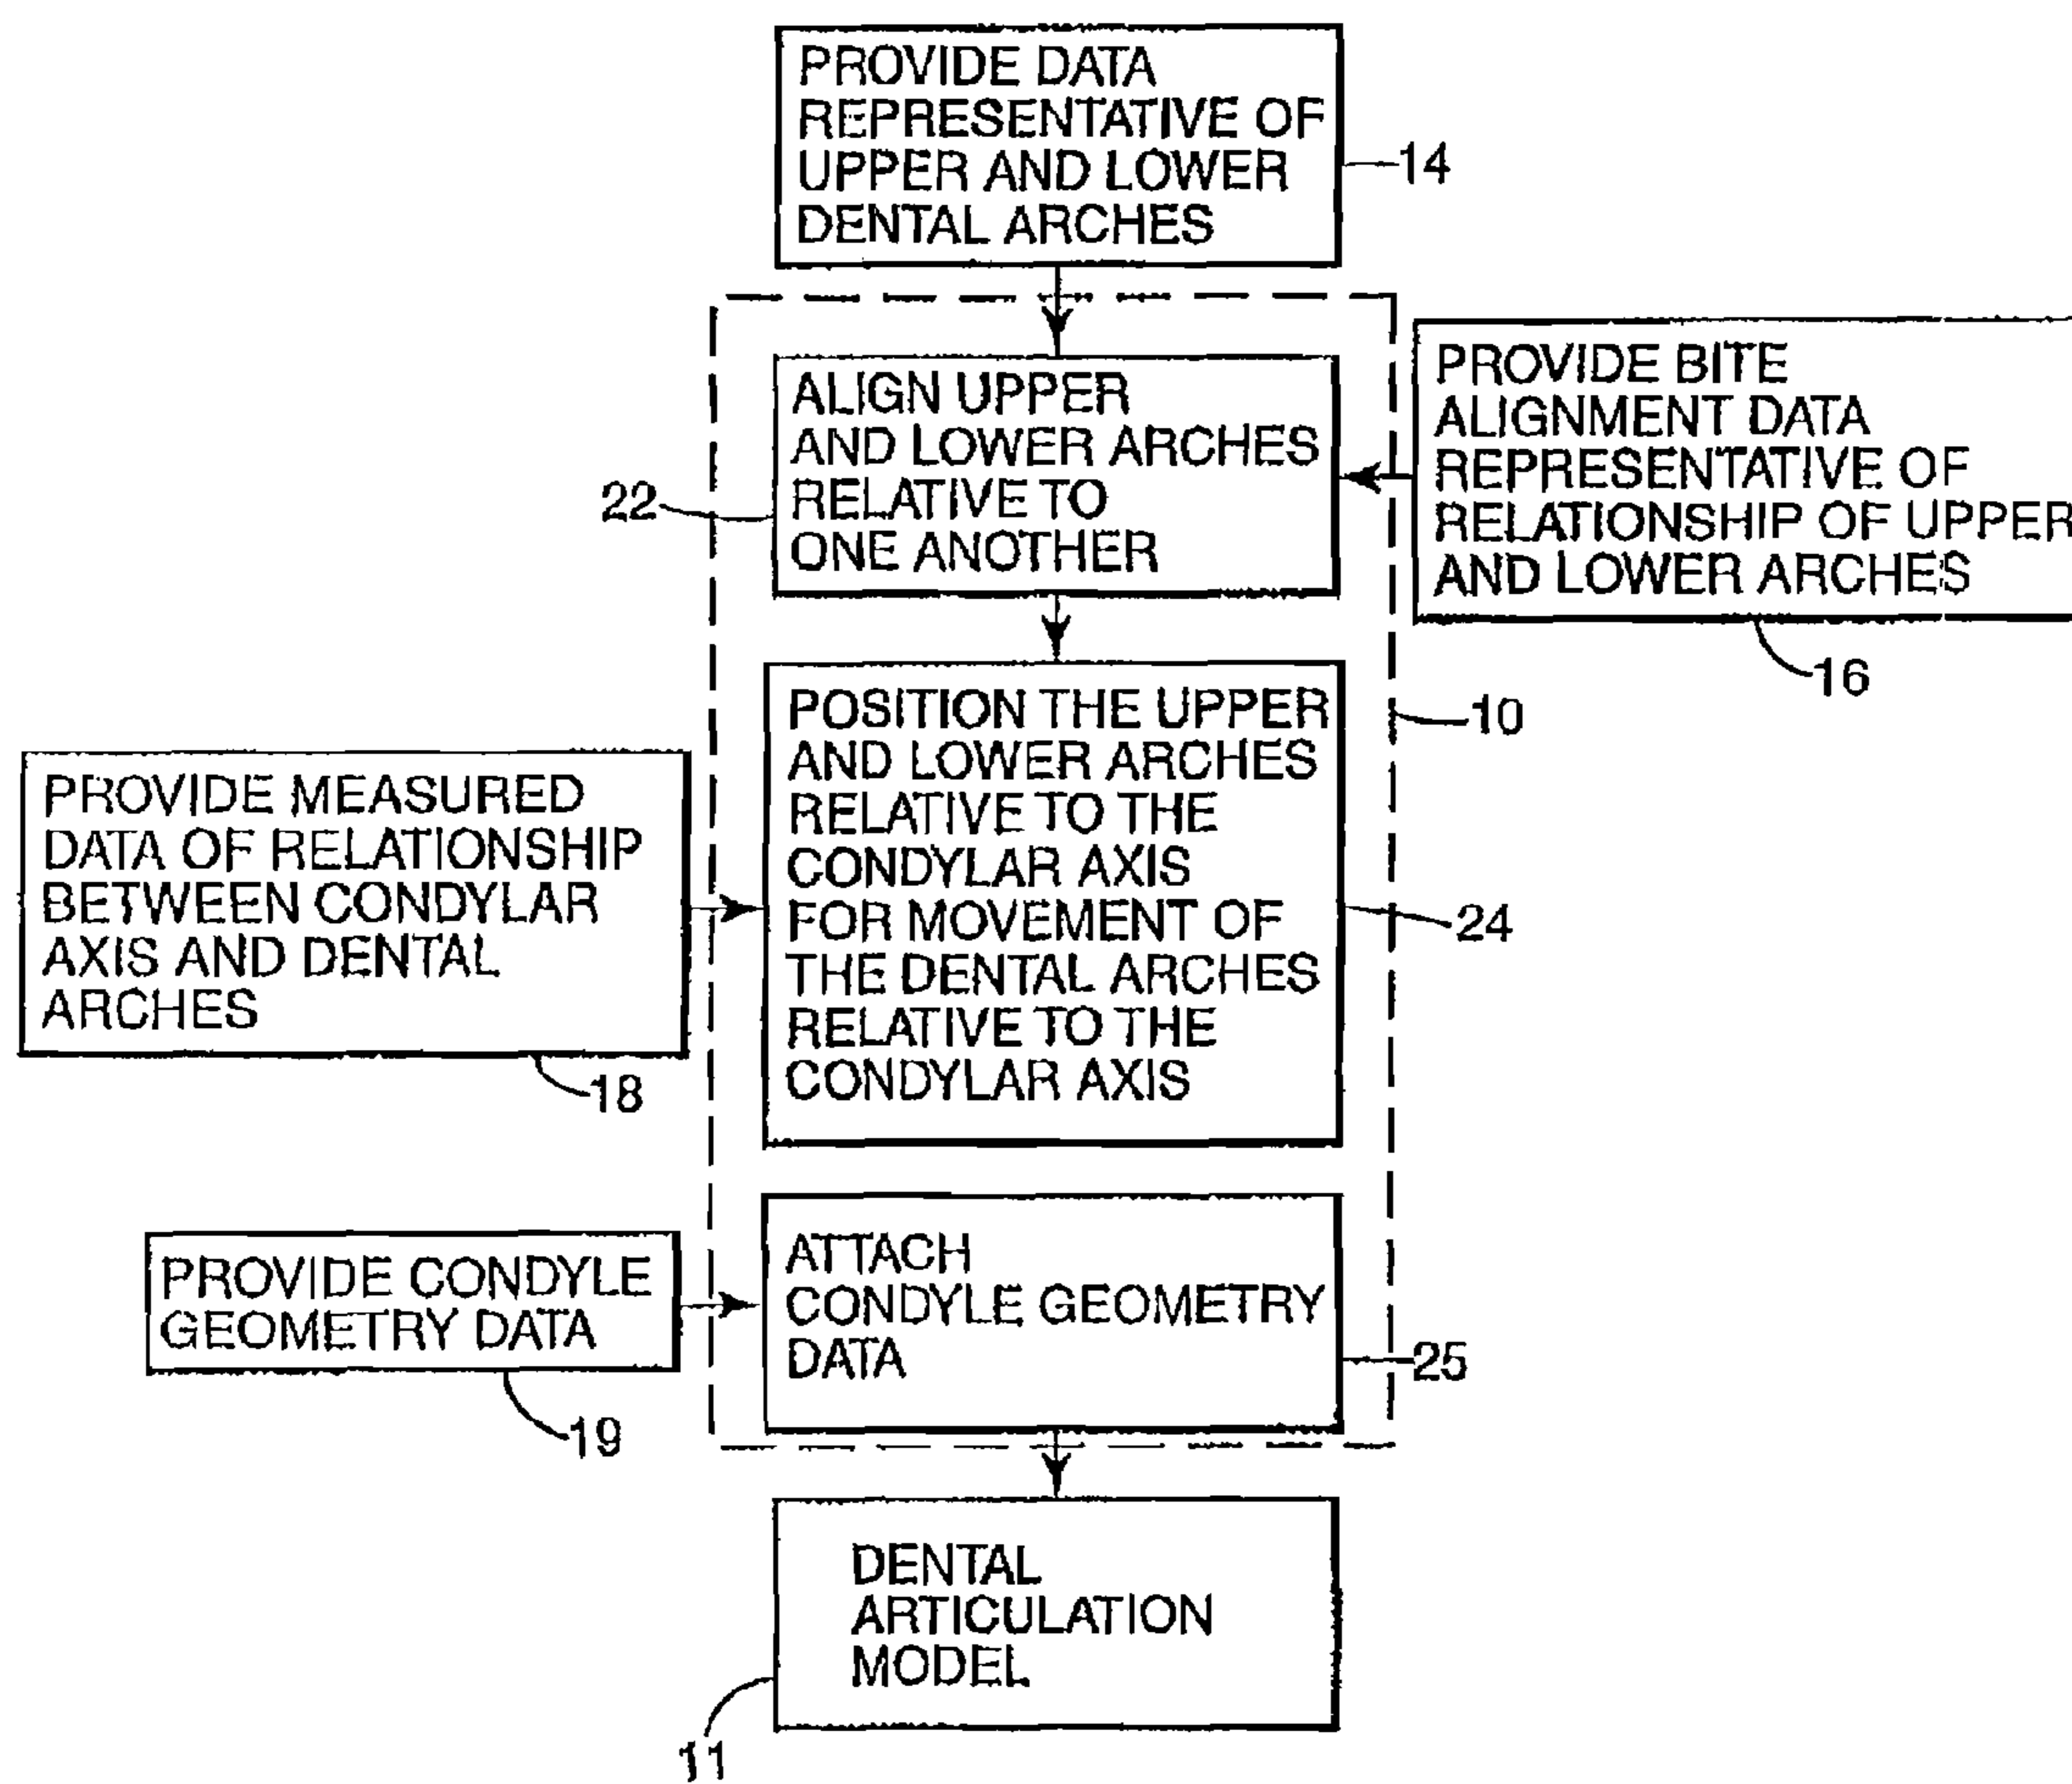 PROVIDE DATA
REPRESENTATIVE OF
UPPER AND LOWER
DENTAL ARCHES
14
ALIGN UPPER
AND LOWER ARCHES
RELATIVE TO
ONE ANOTHER
22
PROVIDE BITE
ALIGNMENT DATA
REPRESENTATIVE OF
RELATIONSHIP OF UPPER
AND LOWER ARCHES
16
10
POSITION THE UPPER
AND LOWER ARCHES
RELATIVE TO THE
CONDYLAR AXIS
FOR MOVEMENT OF
THE DENTAL ARCHES
RELATIVE TO THE
CONDYLAR AXIS
24
PROVIDE MEASURED
DATA OF RELATIONSHIP
BETWEEN CONDYLAR
AXIS AND DENTAL
ARCHES
18
PROVIDE CONDYLE
GEOMETRY DATA
19
ATTACH
CONDYLE GEOMETRY
DATA
25
DENTAL
ARTICULATION
MODEL
11